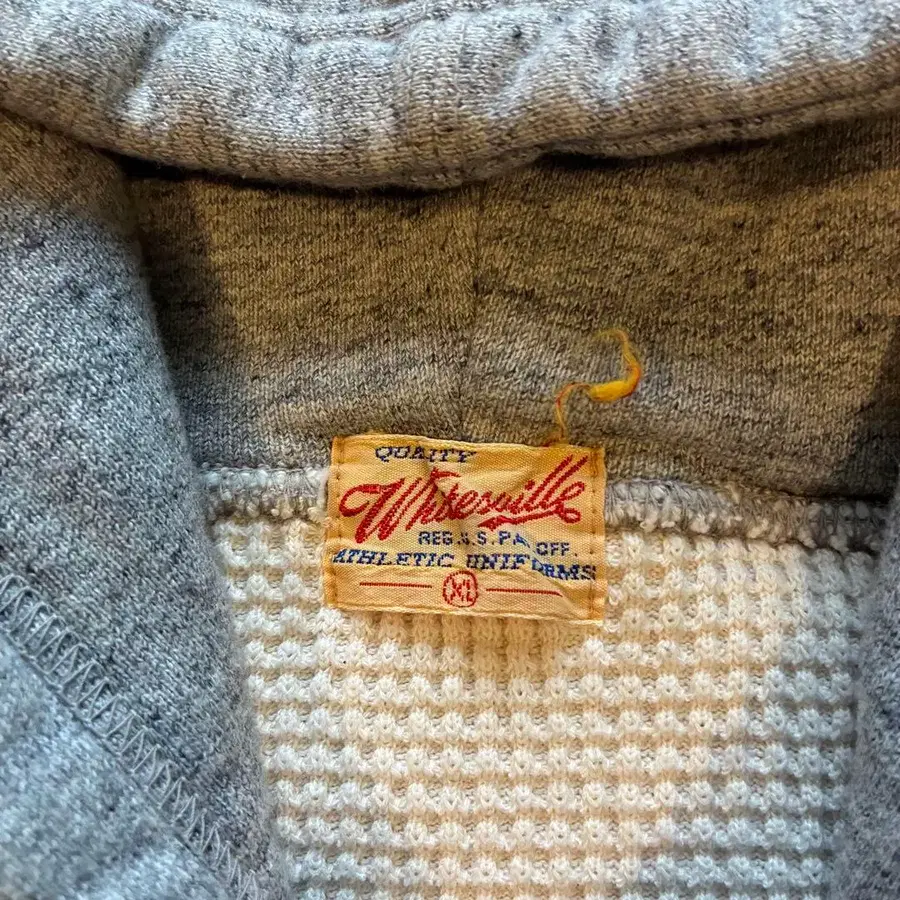 QUALITY
Whitesville
REG. U.S. PAT. OFF.
ATHLETIC UNIFORMS
XL